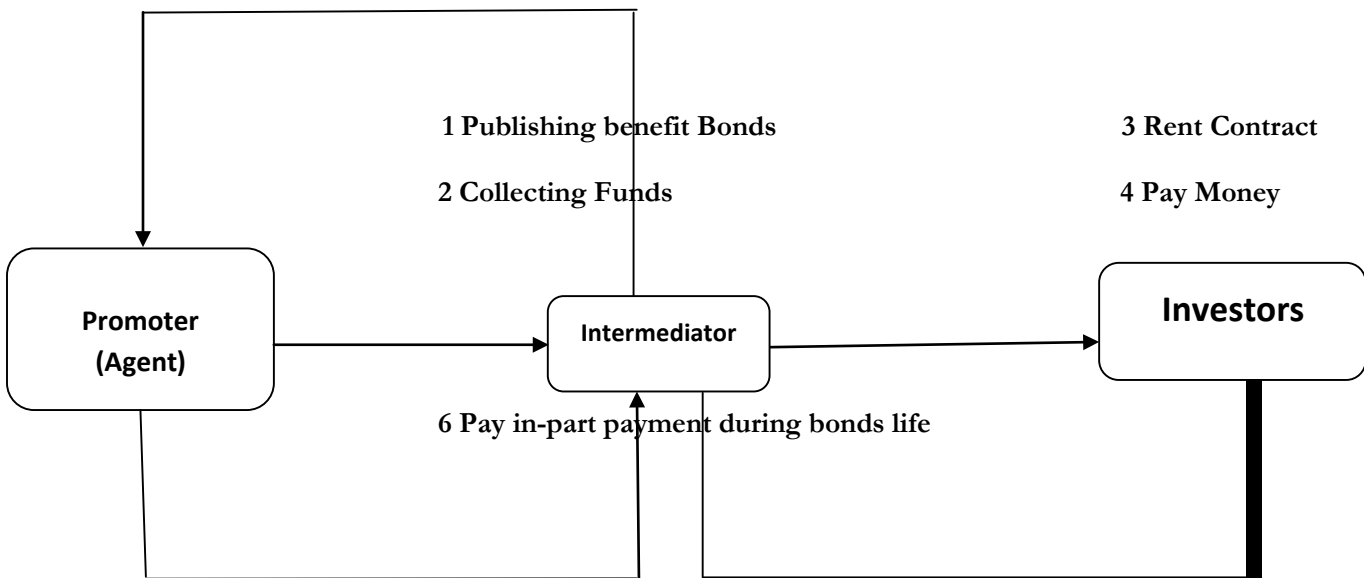 1 Publishing benefit Bonds
3 Rent Contract
2 Collecting Funds
4 Pay Money
Promoter
(Agent)
Intermediator
Investors
6 Pay in-part payment during bonds life